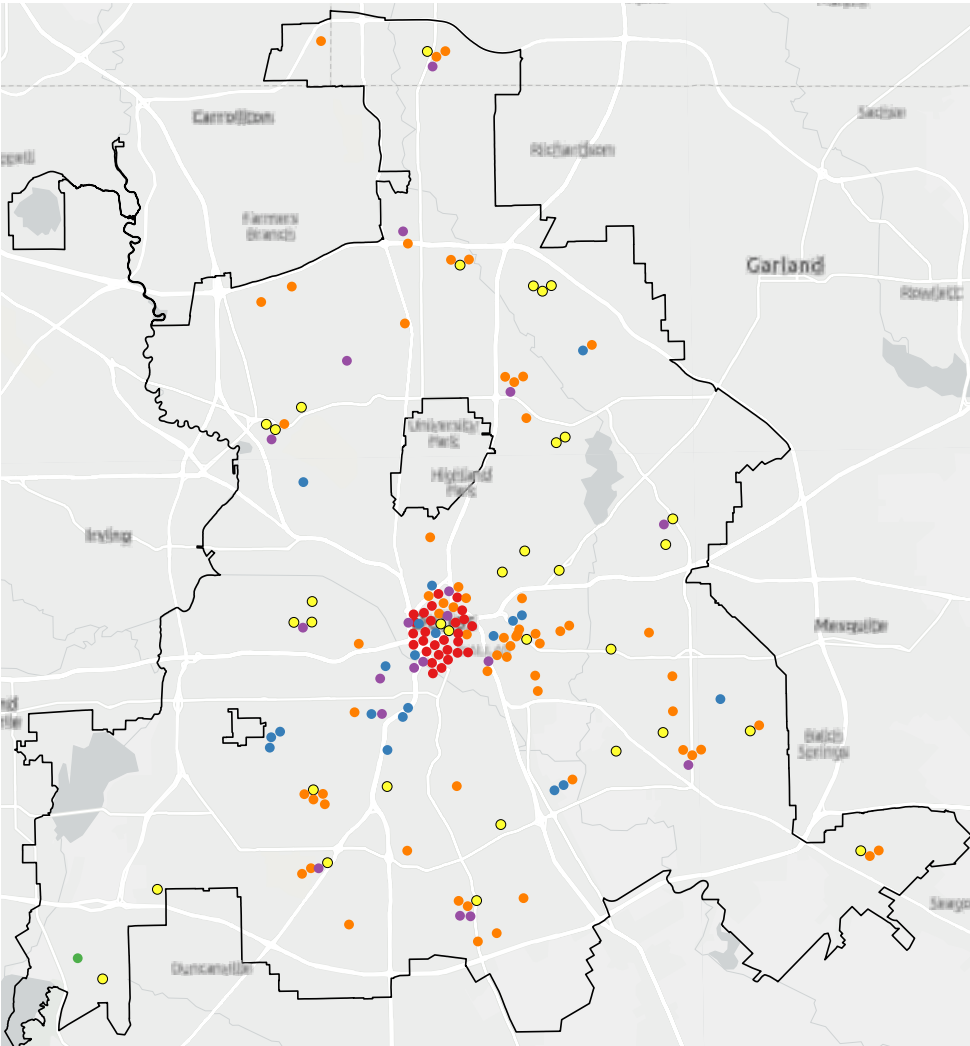 Carrollton
Sachse
Richardson
Farmers
Branch
Garland
Rowlett
University
Park
Highland
Park
Irving
Mesquite
Balch
Springs
Duncanville